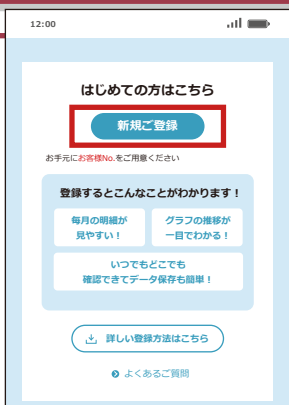 12:00
はじめての方はこちら
新規ご登録
お手元にお客様No.をご用意ください
登録するとこんなことがわかります！
毎月の明細が
見やすい！
グラフの推移が
一目でわかる！
いつでもどこでも
確認できてデータ保存も簡単！
詳しい登録方法はこちら
よくあるご質問